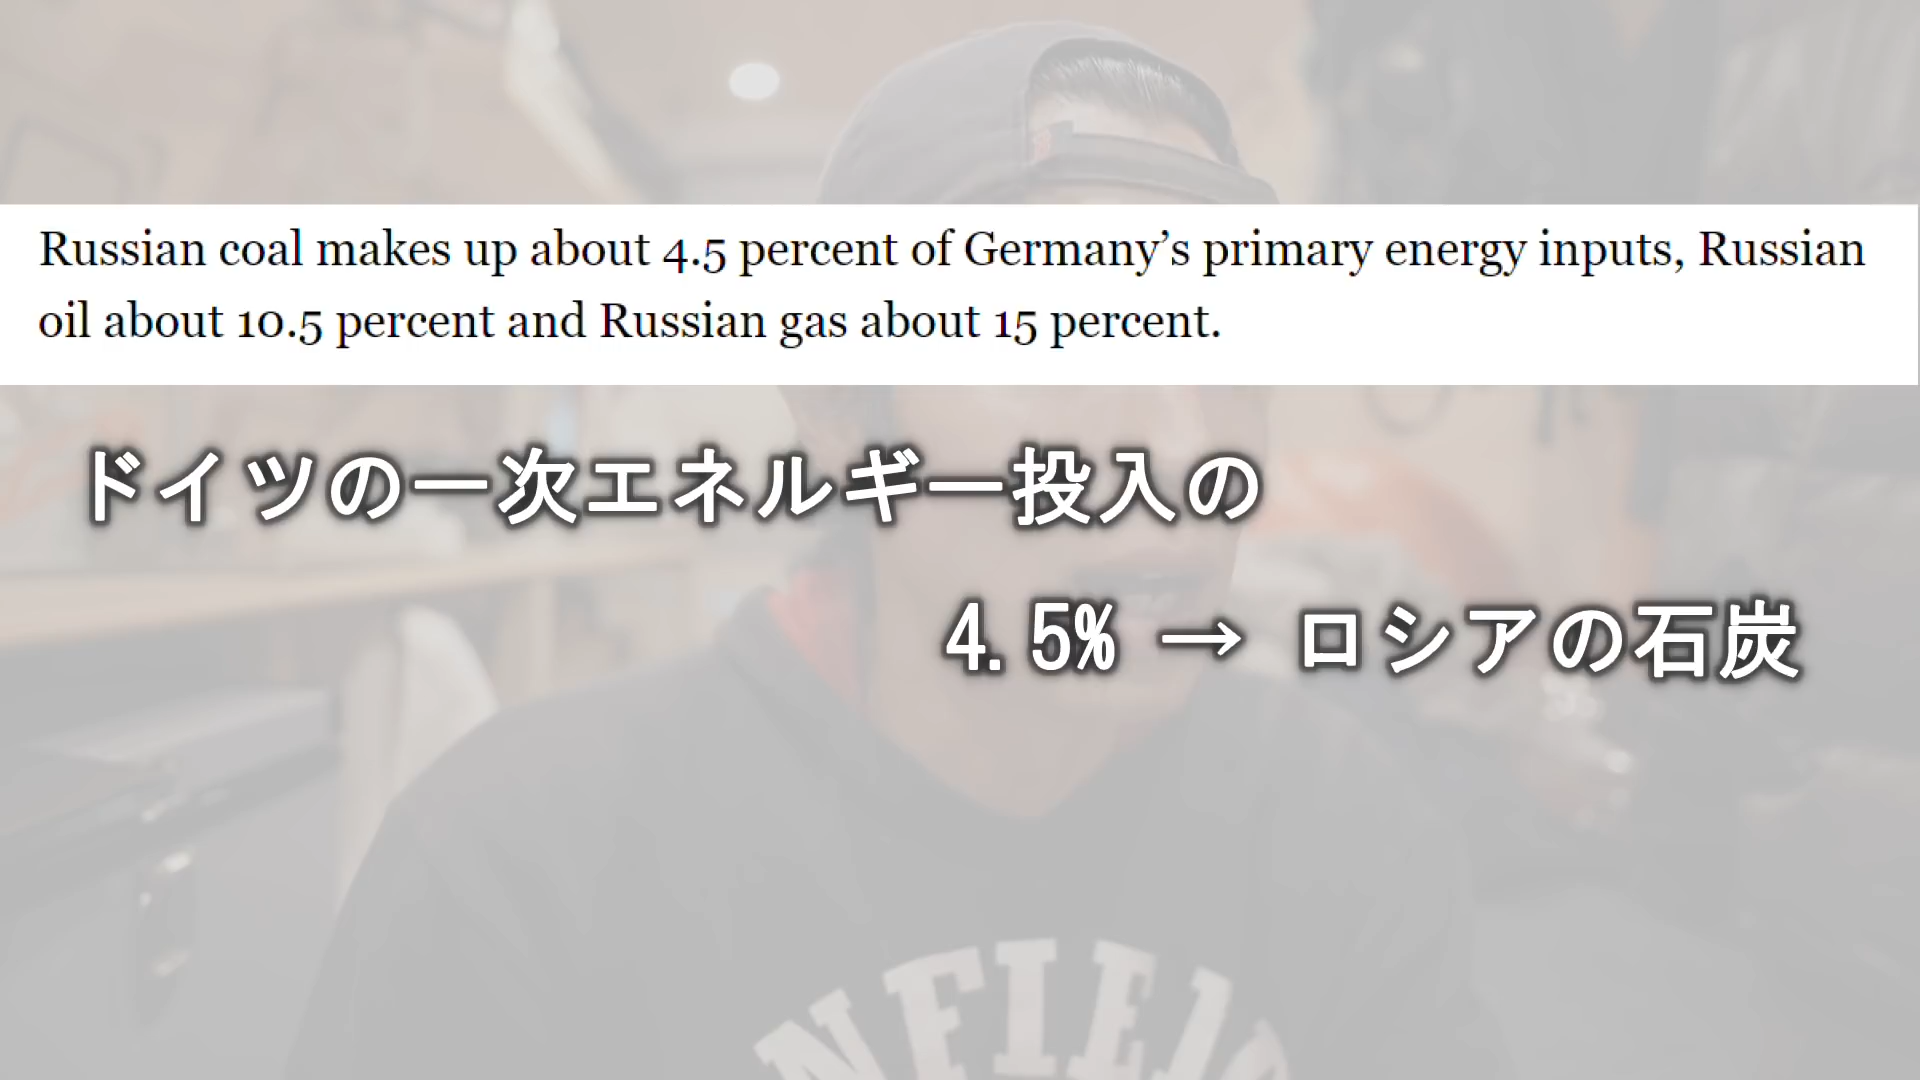 Russian coal makes up about 4.5 percent of Germany’s primary energy inputs, Russian
oil about 10.5 percent and Russian gas about 15 percent.
ドイツの一次エネルギー投入の
4.5% → ロシアの石炭
NFIEL